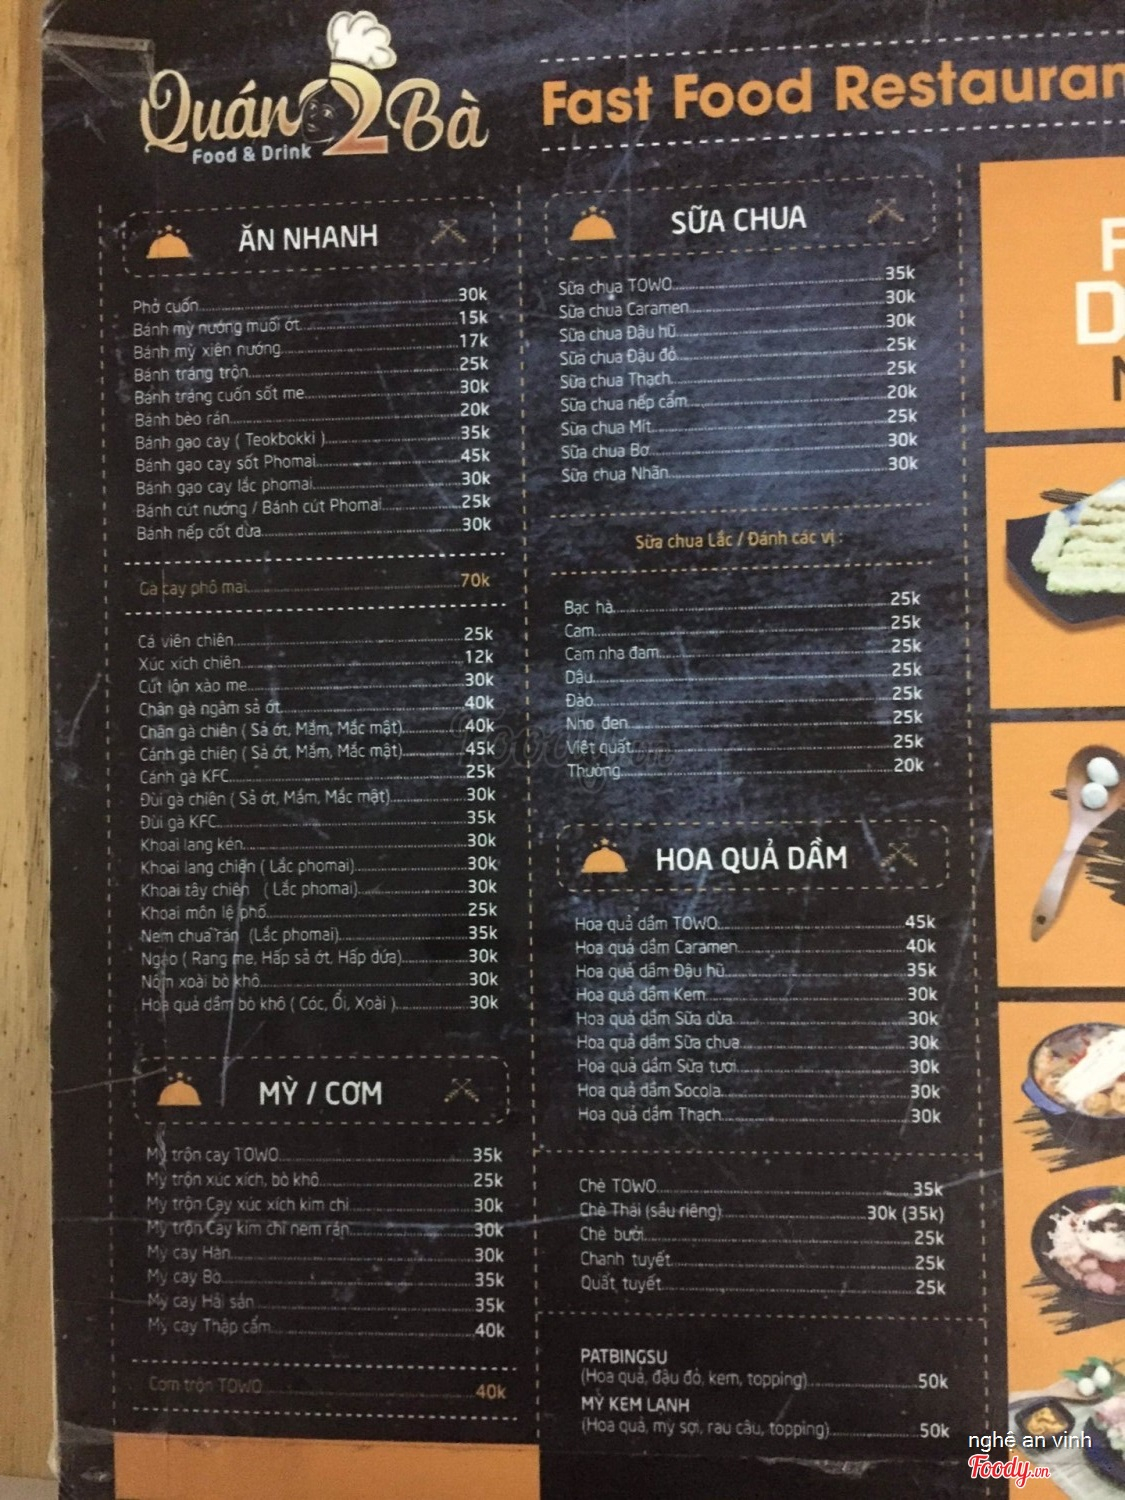 Quán 2 Bà
Food & Drink
Fast Food Restauran
ĂN NHANH
Phở cuốn 30k
Bánh mỳ nướng muối ớt 15k
Bánh mỳ xiên nướng 17k
Bánh tráng trộn 25k
Bánh tráng cuốn sốt me 30k
Bánh bèo rán 20k
Bánh gạo cay ( Teokbokki ) 35k
Bánh gạo cay sốt Phomai 45k
Bánh gạo cay lắc phomai 30k
Bánh cút nướng / Bánh cút Phomai 25k
Bánh nếp cốt dừa 30k
Gà cay phô mai 70k
Cá viên chiên 25k
Xúc xích chiên 12k
Cút lộn xào me 30k
Chân gà ngâm sả ớt 40k
Chân gà chiên ( Sả ớt, Mắm, Mắc mật) 40k
Cánh gà chiên ( Sả ớt, Mắm, Mắc mật) 45k
Cánh gà KFC 25k
Đùi gà chiên ( Sả ớt, Mắm, Mắc mật) 30k
Đùi gà KFC 35k
Khoai lang kén 30k
Khoai lang chiên ( Lắc phomai) 30k
Khoai tây chiên ( Lắc phomai) 30k
Khoai môn lệ phố 25k
Nem chua rán (Lắc phomai) 35k
Ngao ( Rang me, Hấp sả ớt, Hấp dứa) 30k
Nộm xoài bò khô 30k
Hoa quả dầm bò khô ( Cóc, Ổi, Xoài ) 30k
MỲ / CƠM
Mỳ trộn cay TOWO 35k
Mỳ trộn xúc xích, bò khô 25k
Mỳ trộn Cay xúc xích kim chi 30k
Mỳ trộn Cay kim chi nem rán 30k
Mỳ cay Hàn 30k
Mỳ cay Bò 35k
Mỳ cay Hải sản 35k
Mỳ cay Thập cẩm 40k
Cơm trộn TOWO 40k
SỮA CHUA
Sữa chua TOWO 35k
Sữa chua Caramen 30k
Sữa chua Đậu hũ 30k
Sữa chua Đậu đỏ 25k
Sữa chua Thạch 25k
Sữa chua nếp cẩm 20k
Sữa chua Mít 25k
Sữa chua Bơ 30k
Sữa chua Nhãn 30k
Sữa chua Lắc / Đánh các vị :
Bạc hà 25k
Cam 25k
Cam nha đam 25k
Dâu 25k
Đào 25k
Nho đen 25k
Việt quất 25k
Thường 20k
HOA QUẢ DẦM
Hoa quả dầm TOWO 45k
Hoa quả dầm Caramen 40k
Hoa quả dầm Đậu hũ 35k
Hoa quả dầm Kem 30k
Hoa quả dầm Sữa dừa 30k
Hoa quả dầm Sữa chua 30k
Hoa quả dầm Sữa tươi 30k
Hoa quả dầm Socola 30k
Hoa quả dầm Thạch 30k
Chè TOWO 35k
Chè Thái (sầu riêng) 30k (35k)
Chè bưởi 25k
Chanh tuyết 25k
Quất tuyết 25k
PATBINGSU
(Hoa quả, đậu đỏ, kem, topping) 50k
MỲ KEM LẠNH
(Hoa quả, mỳ sợi, rau câu, topping) 50k
nghệ an vinh
Foody.vn